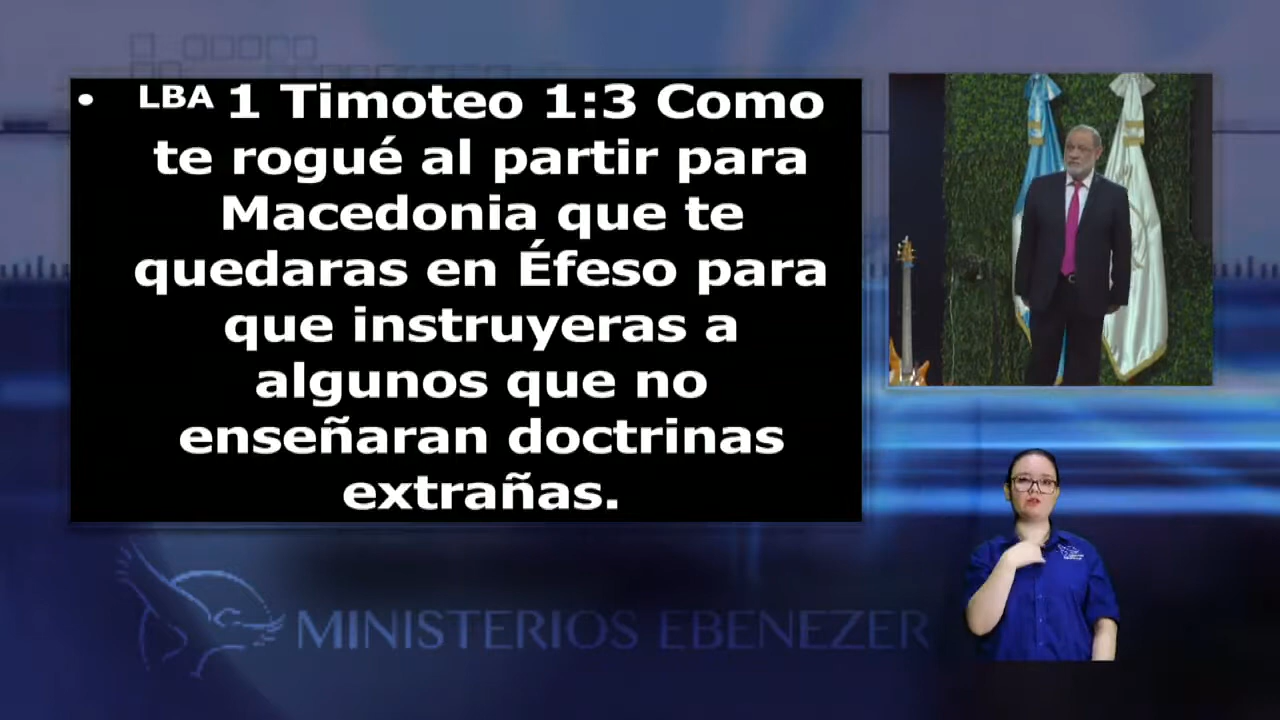 • LBA 1 Timoteo 1:3 Como
te rogué al partir para
Macedonia que te
quedaras en Éfeso para
que instruyeras a
algunos que no
enseñaran doctrinas
extrañas.
MINISTERIOS EBENEZER